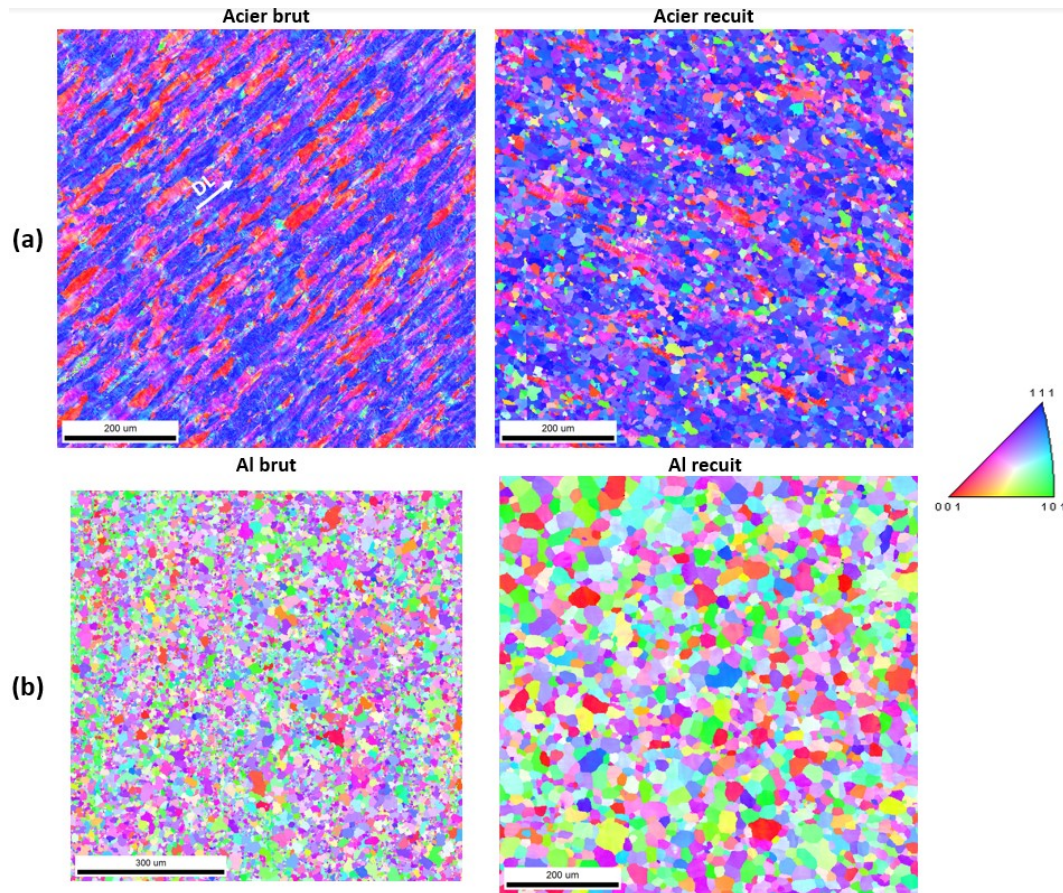 Acier brut
Acier recuit
DL
(a)
200 um
200 um
111
001
101
Al brut
Al recuit
(b)
300 um
200 um